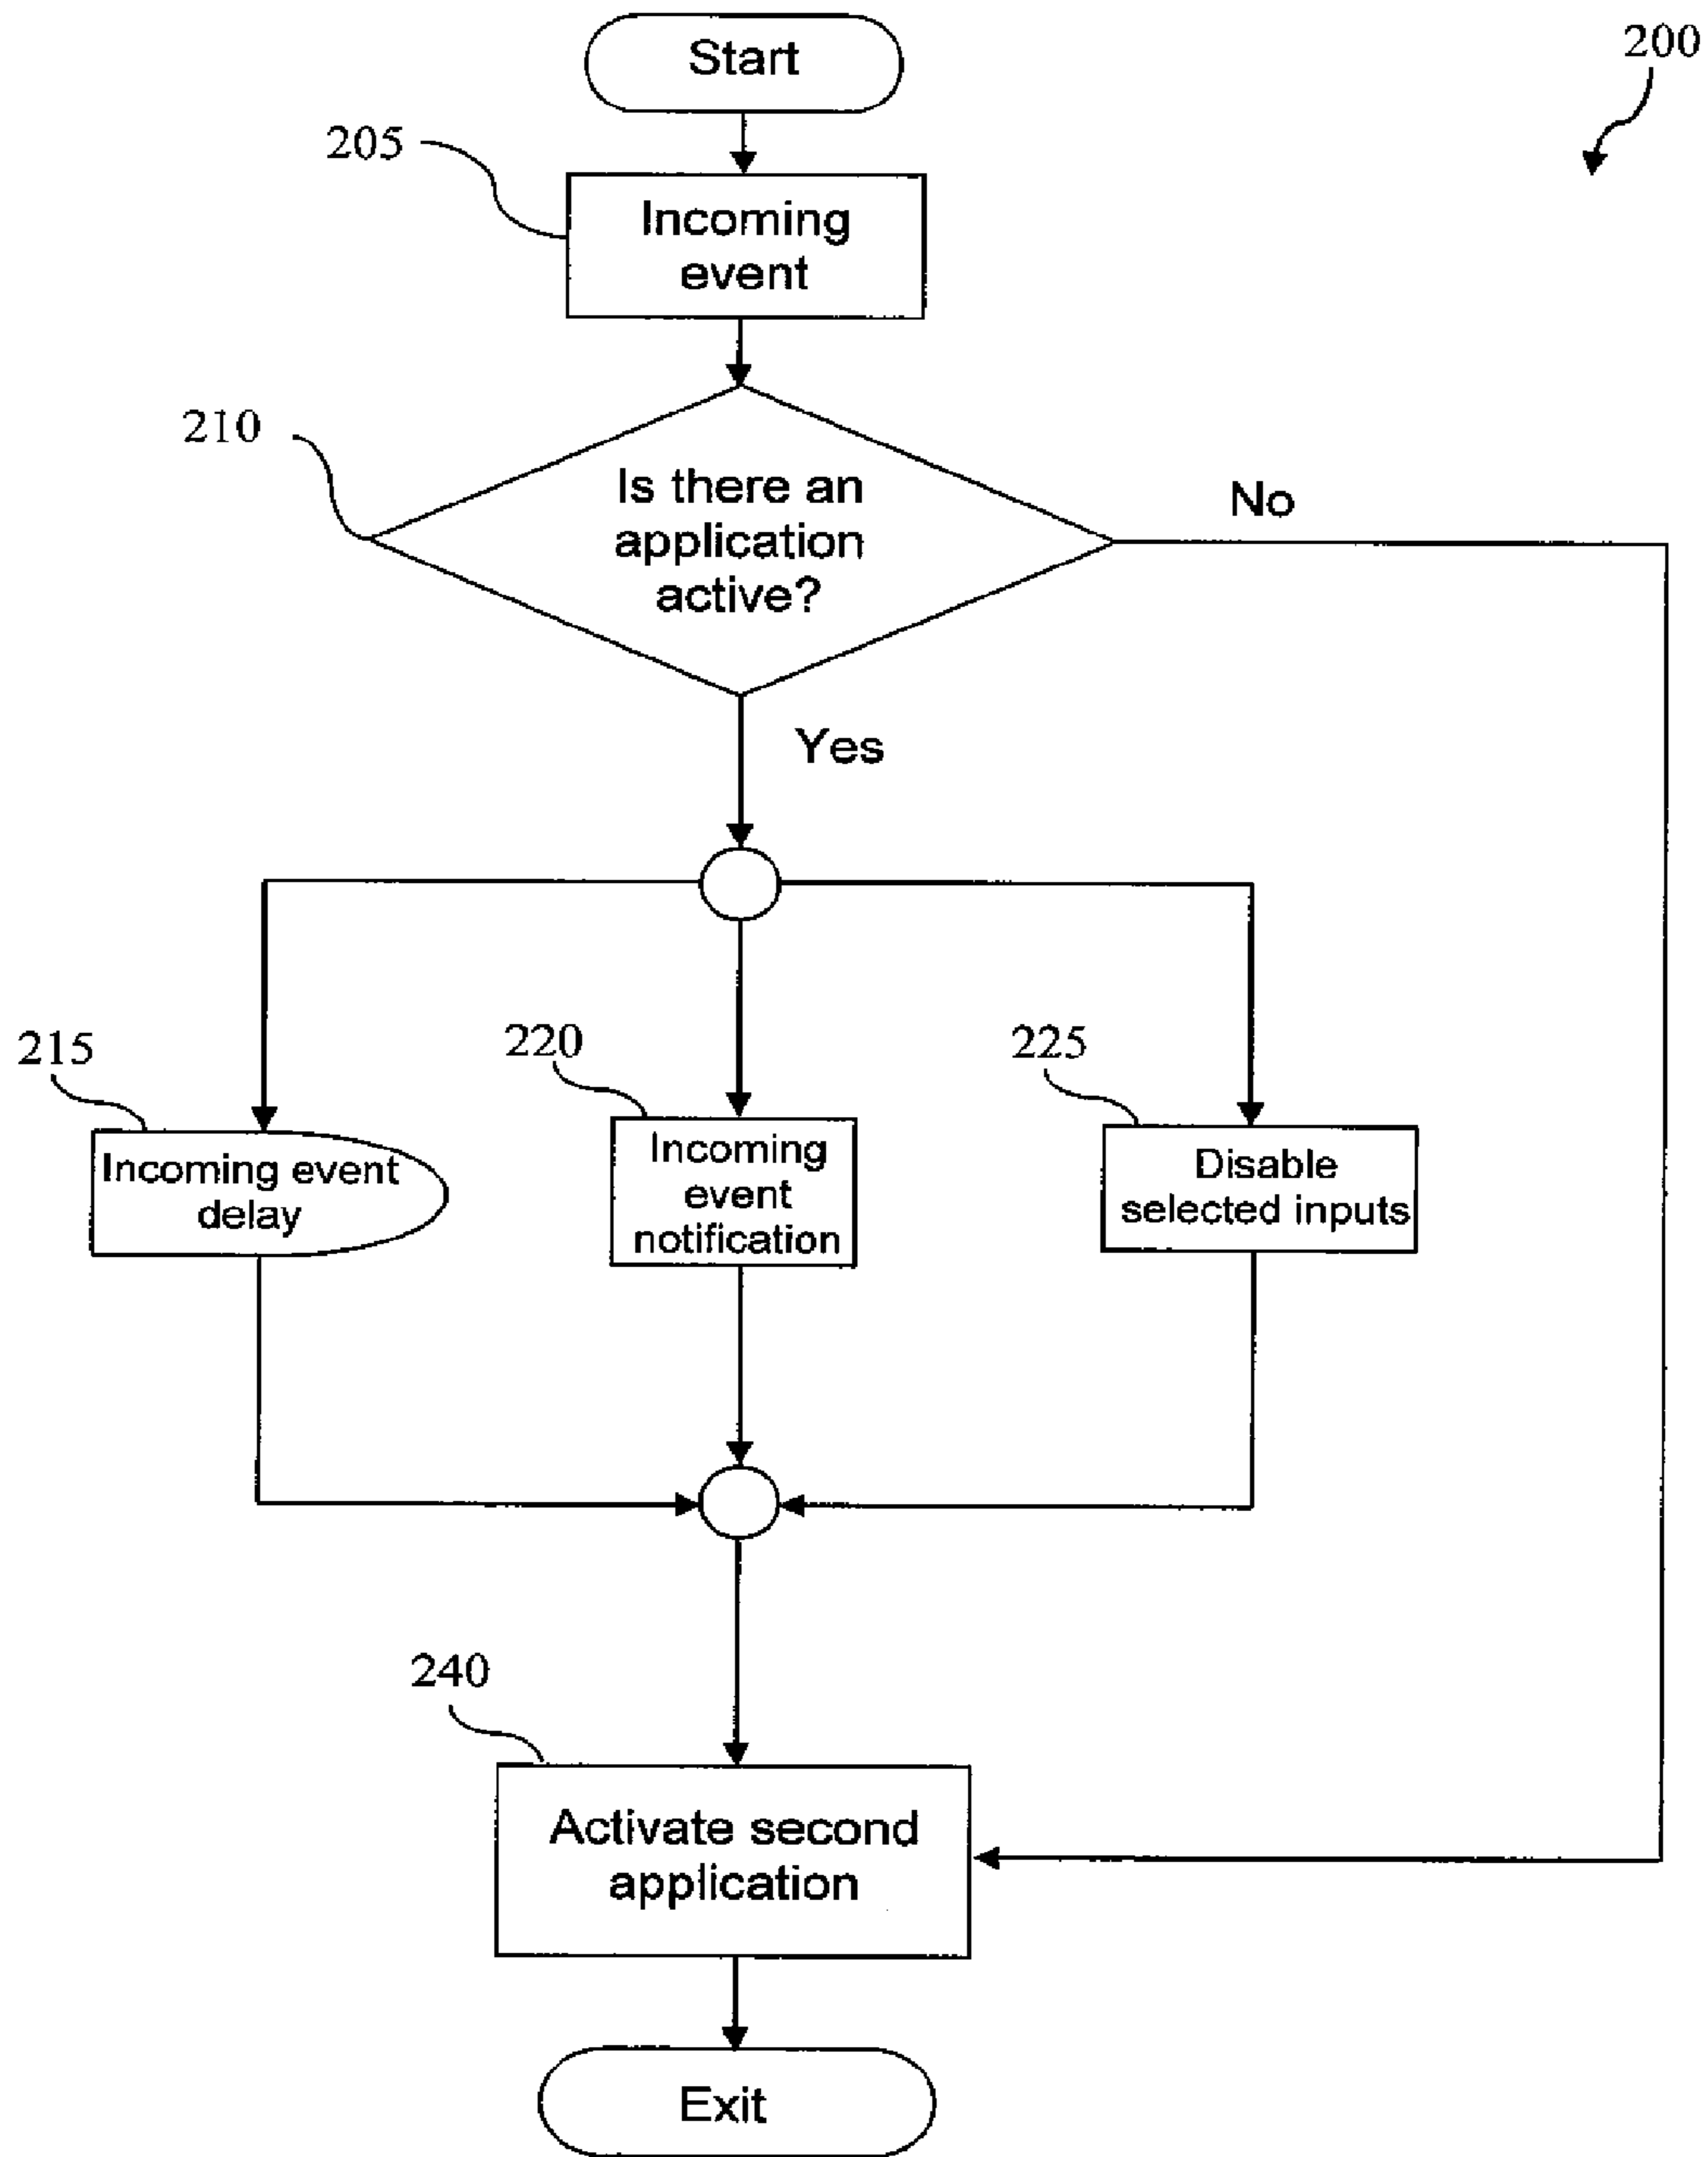 Start
200
205
Incoming
event
210
Is there an
application
active?
No
Yes
215
Incoming event
delay
220
Incoming
event
notification
225
Disable
selected inputs
240
Activate second
application
Exit